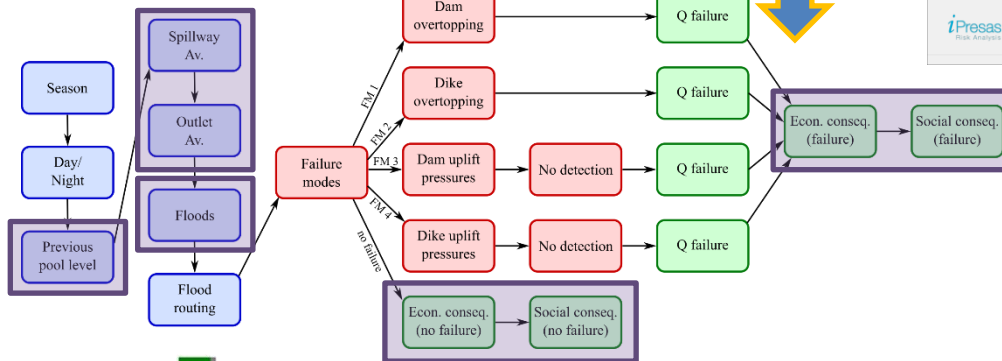 Season
Day/
Night
Previous
pool level
Spillway
Av.
Outlet
Av.
Floods
Flood
routing
Failure
modes
FM 1
FM 2
FM 3
FM 4
no failure
Dam
overtopping
Q failure
Dike
overtopping
Q failure
Dam uplift
pressures
No detection
Q failure
Dike uplift
pressures
No detection
Q failure
Econ. conseq.
(no failure)
Social conseq.
(no failure)
Econ. conseq.
(failure)
Social conseq.
(failure)
iPresas
Risk Analysis